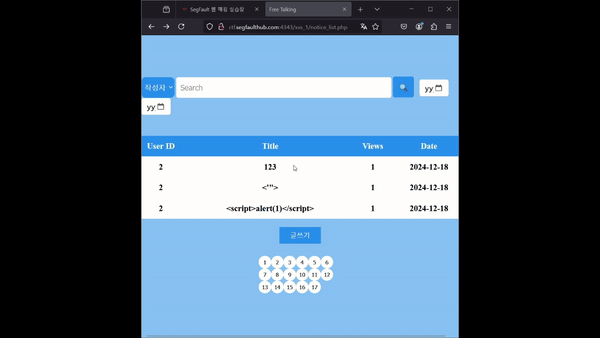 SegFault 웹 해킹 실습장
Free Talking
ctf.segfaulthub.com:4343/xss_1/notice_list.php
작성자
Search
yy
yy
User ID Title Views Date
2 123 1 2024-12-18
2 <'"> 1 2024-12-18
2 <script>alert(1)</script> 1 2024-12-18
글쓰기
1 2 3 4 5 6
7 8 9 10 11 12
13 14 15 16 17